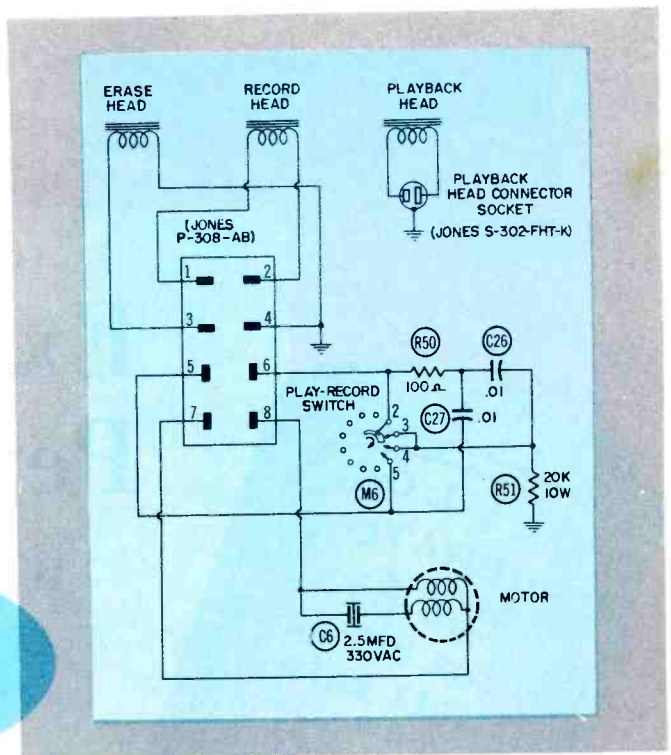 ERASE
HEAD
RECORD
HEAD
PLAYBACK
HEAD
PLAYBACK
HEAD CONNECTOR
SOCKET
(JONES S-302-FHT-K)
(JONES
P-308-AB)
1
2
3
4
5
6
7
8
PLAY-RECORD
SWITCH
R50
100Ω
C26
.01
C27
.01
2
3
4
5
M6
R51
20K
10W
MOTOR
C6
2.5MFD
330VAC